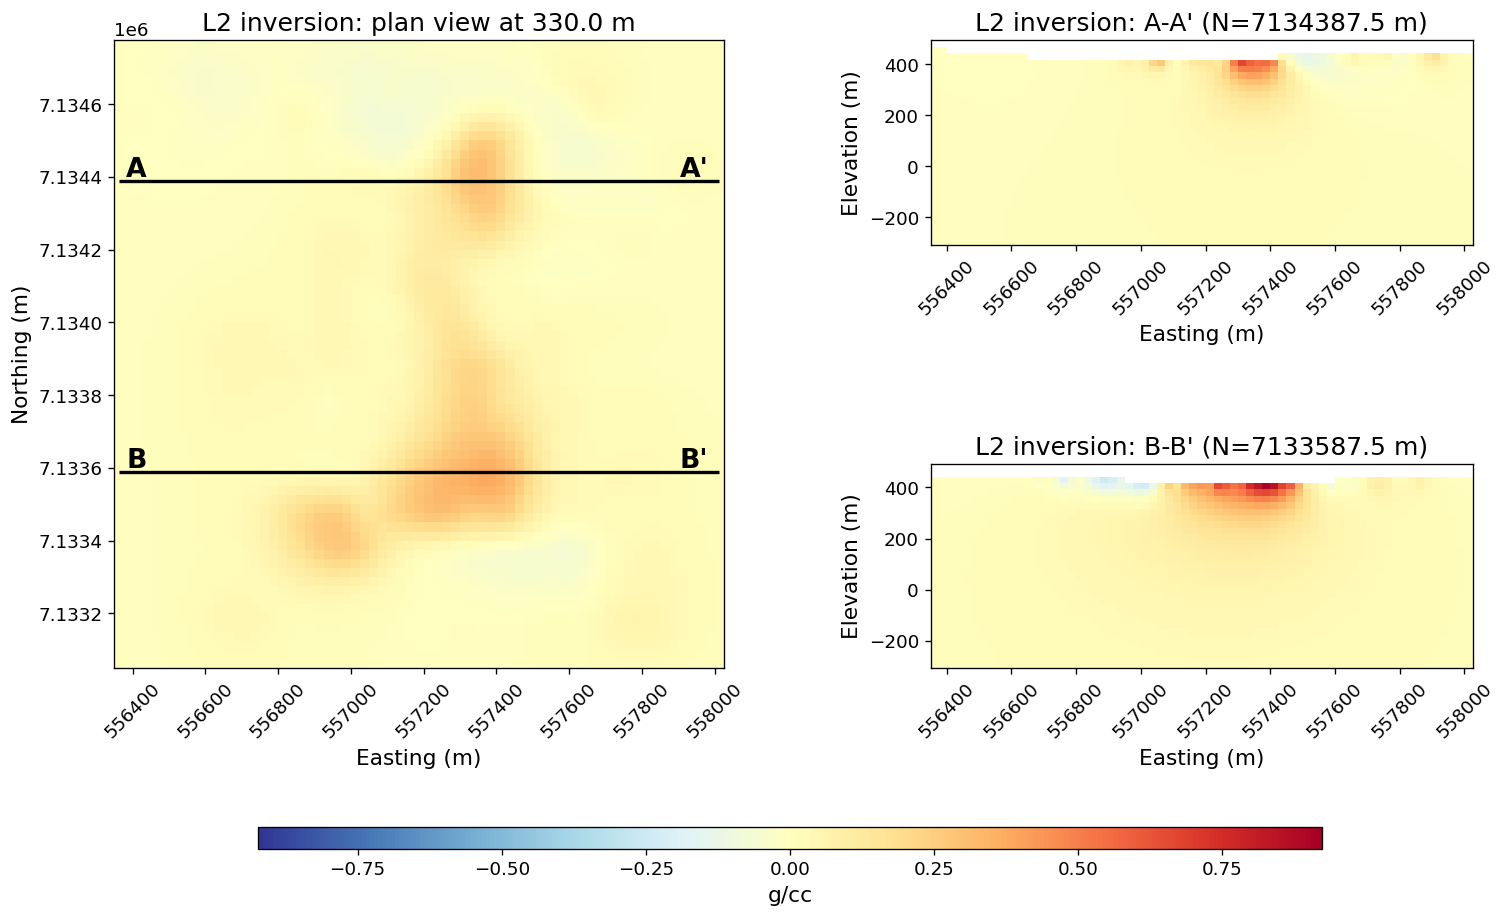 L2 inversion: plan view at 330.0 m
1e6
7.1346
7.1344
7.1342
7.1340
7.1338
7.1336
7.1334
7.1332
Northing (m)
A A'
B B'
556400 556600 556800 557000 557200 557400 557600 557800 558000
Easting (m)
L2 inversion: A-A' (N=7134387.5 m)
400
200
0
−200
Elevation (m)
556400 556600 556800 557000 557200 557400 557600 557800 558000
Easting (m)
L2 inversion: B-B' (N=7133587.5 m)
400
200
0
−200
Elevation (m)
556400 556600 556800 557000 557200 557400 557600 557800 558000
Easting (m)
−0.75 −0.50 −0.25 0.00 0.25 0.50 0.75
g/cc